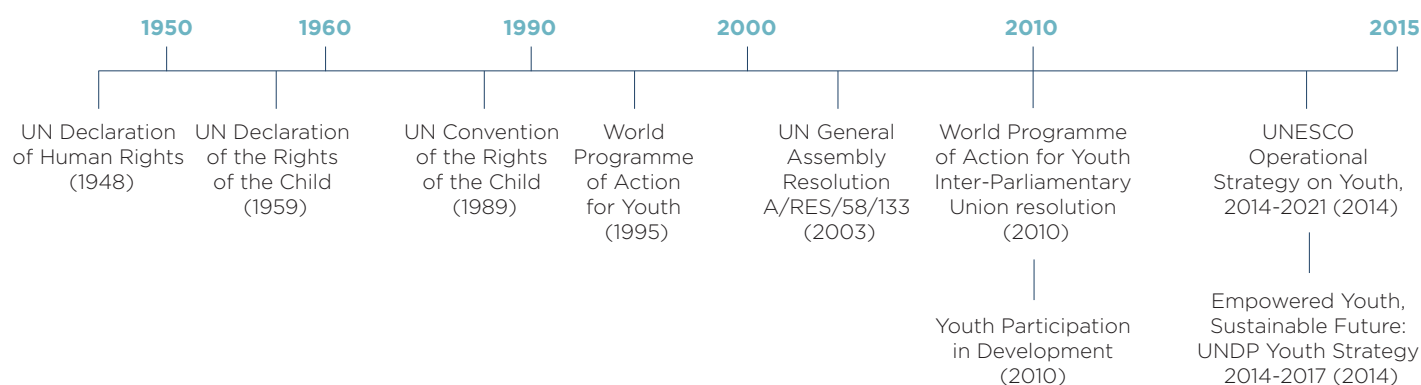 1950
1960
1990
2000
2010
2015
UN Declaration
of Human Rights
(1948)
UN Declaration
of the Rights
of the Child
(1959)
UN Convention
of the Rights
of the Child
(1989)
World
Programme
of Action
for Youth
(1995)
UN General
Assembly
Resolution
A/RES/58/133
(2003)
World Programme
of Action for Youth
Inter-Parliamentary
Union resolution
(2010)
Youth Participation
in Development
(2010)
UNESCO
Operational
Strategy on Youth,
2014-2021 (2014)
Empowered Youth,
Sustainable Future:
UNDP Youth Strategy
2014-2017 (2014)